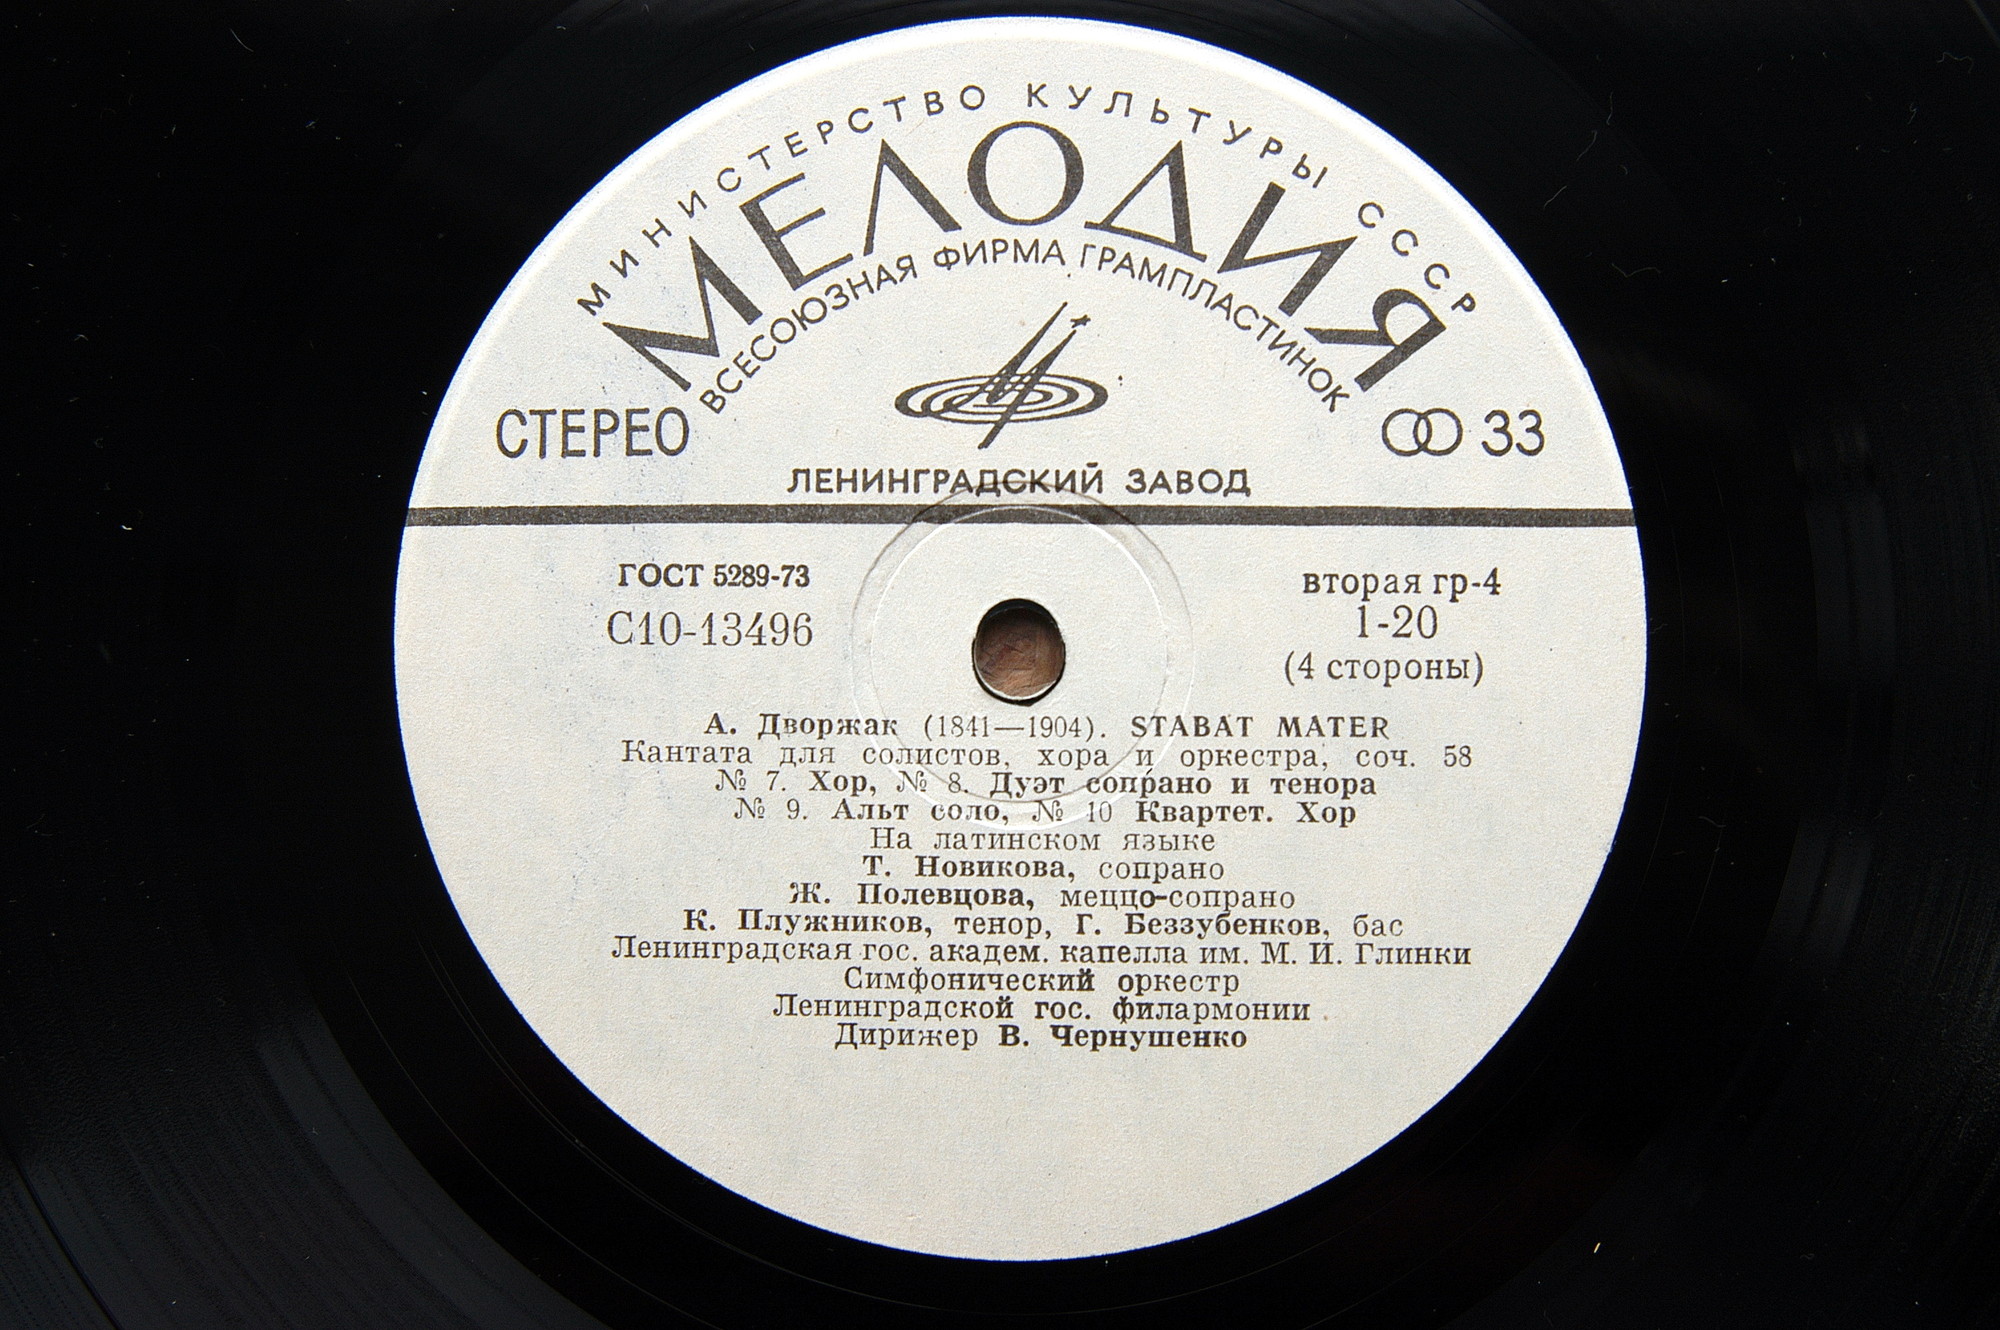 МИНИСТЕРСТВО КУЛЬТУРЫ СССР
МЕЛОДИЯ
ВСЕСОЮЗНАЯ ФИРМА ГРАМПЛАСТИНОК
СТЕРЕО
33
ЛЕНИНГРАДСКИЙ ЗАВОД
ГОСТ 5289-73
С10-13496
вторая гр-4
1-20
(4 стороны)
А. Дворжак (1841—1904). STABAT MATER
Кантата для солистов, хора и оркестра, соч. 58
№ 7. Хор, № 8. Дуэт сопрано и тенора
№ 9. Альт соло, № 10 Квартет. Хор
На латинском языке
Т. Новикова, сопрано
Ж. Полевцова, меццо-сопрано
К. Плужников, тенор, Г. Беззубенков, бас
Ленинградская гос. академ. капелла им. М. И. Глинки
Симфонический оркестр
Ленинградской гос. филармонии
Дирижер В. Чернушенко